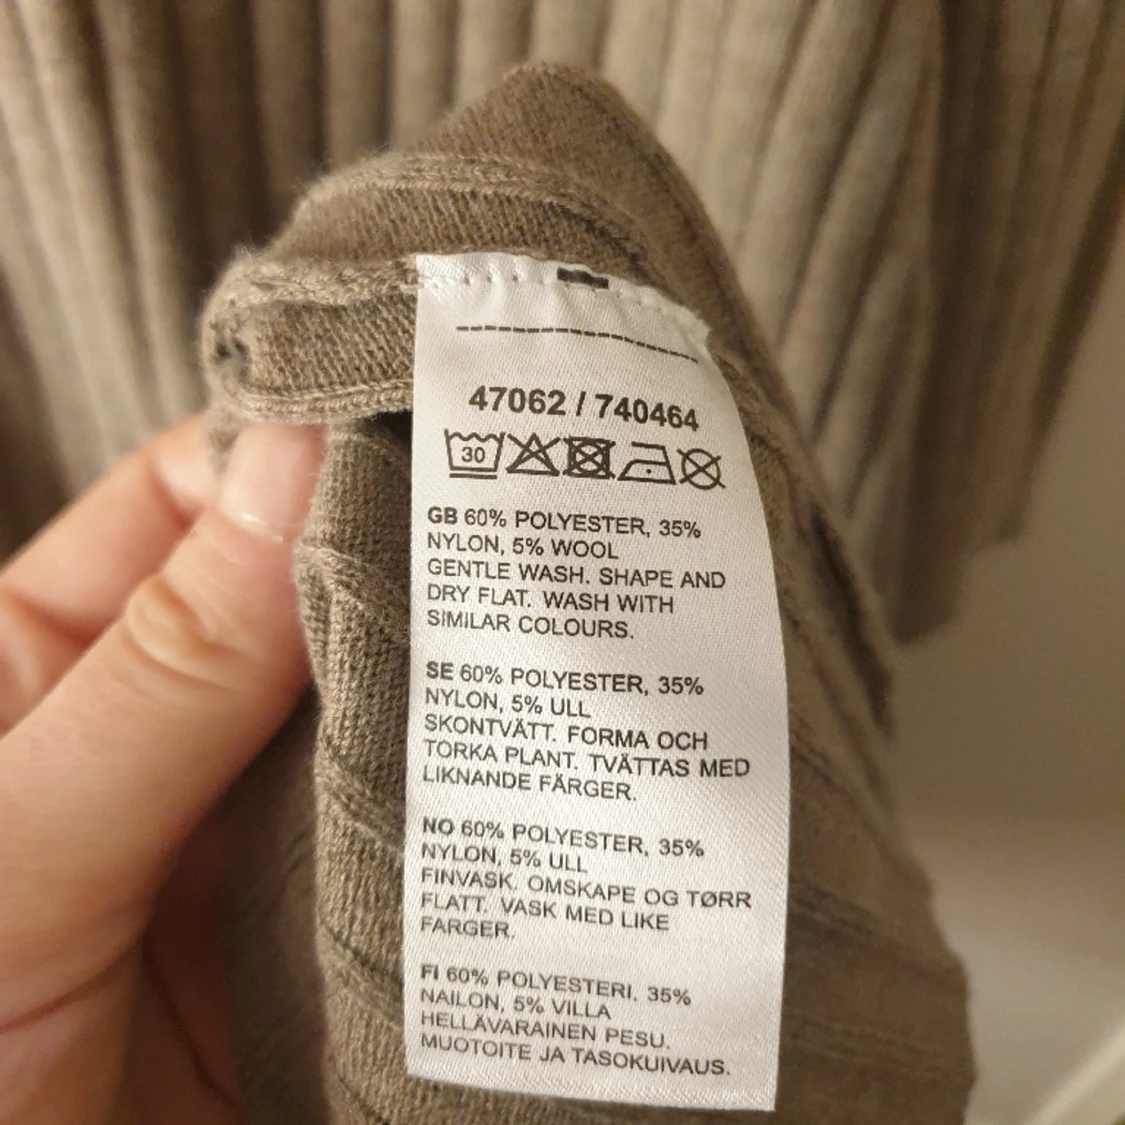 47062 / 740464
30
GB 60% POLYESTER, 35%
NYLON, 5% WOOL
GENTLE WASH. SHAPE AND
DRY FLAT. WASH WITH
SIMILAR COLOURS.
SE 60% POLYESTER, 35%
NYLON, 5% ULL
SKONTVÄTT. FORMA OCH
TORKA PLANT. TVÄTTAS MED
LIKNANDE FÄRGER.
NO 60% POLYESTER, 35%
NYLON, 5% ULL
FINVASK. OMSKAPE OG TØRR
FLATT. VASK MED LIKE
FARGER.
FI 60% POLYESTERI, 35%
NAILON, 5% VILLA
HELLÄVARAINEN PESU.
MUOTOITE JA TASOKUIVAUS.